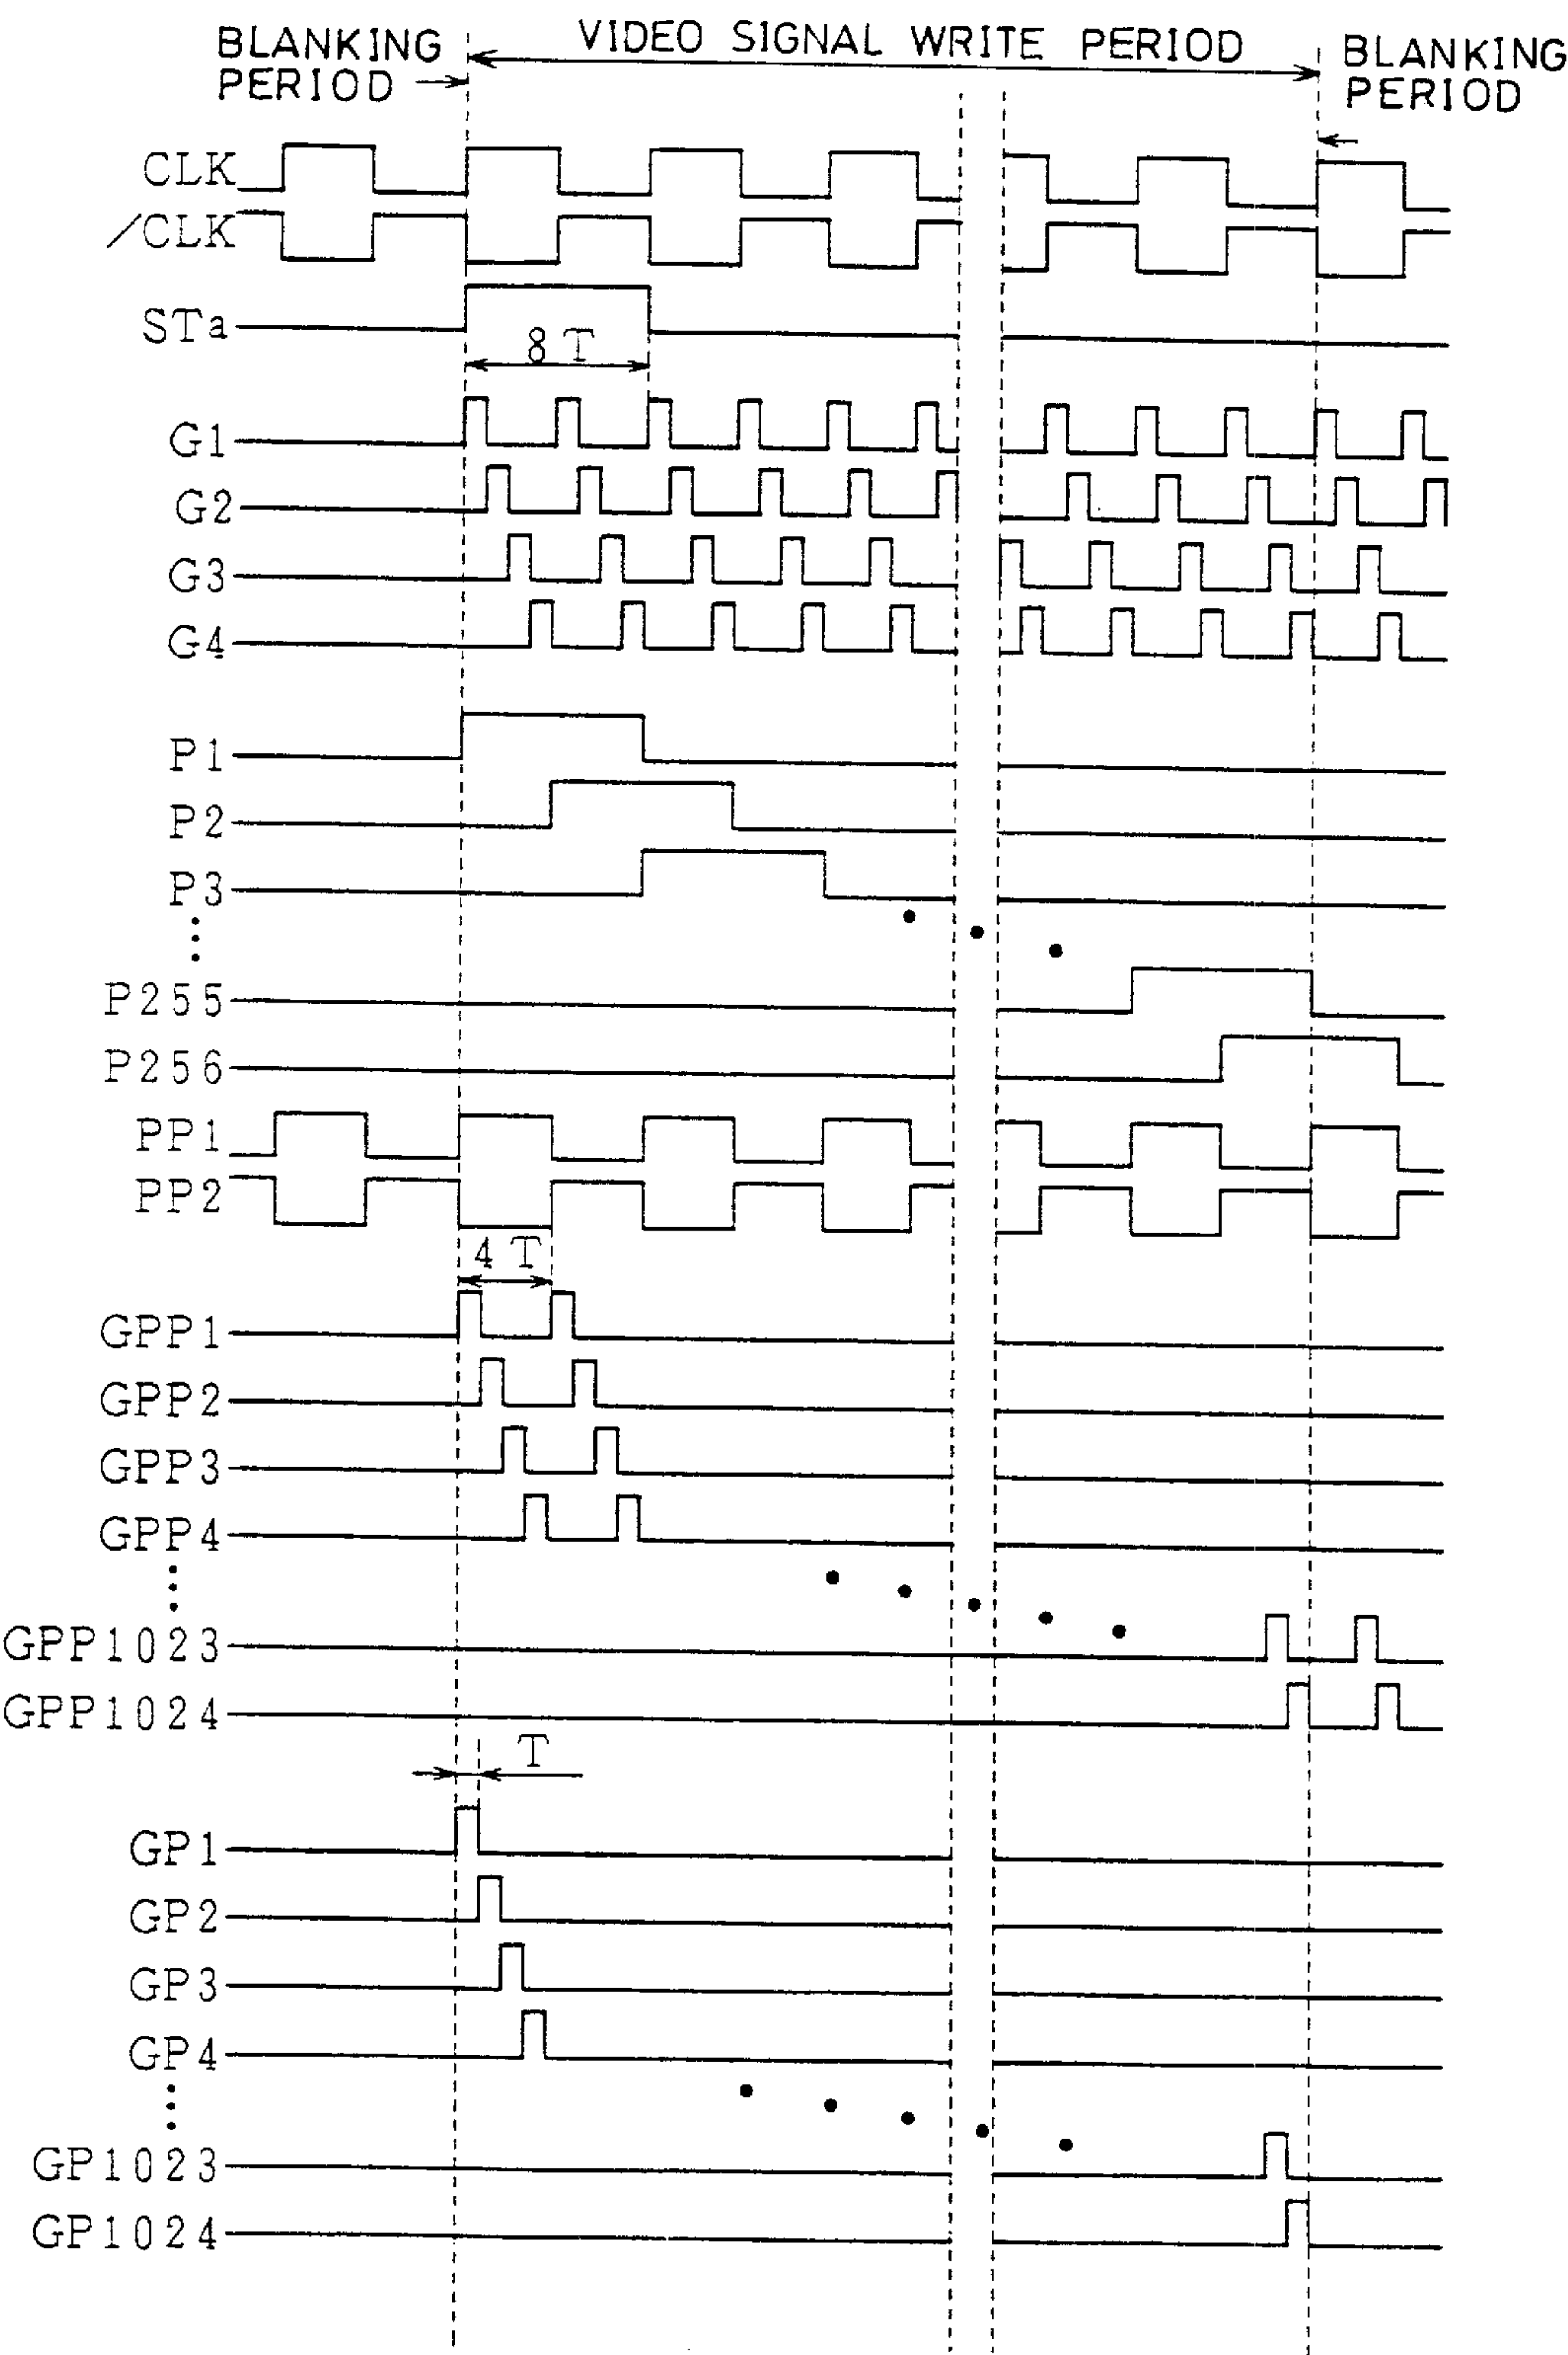 BLANKING
PERIOD
VIDEO SIGNAL WRITE PERIOD
BLANKING
PERIOD
CLK
/CLK
STa
8 T
G1
G2
G3
G4
P1
P2
P3
P255
P256
PP1
PP2
4 T
GPP1
GPP2
GPP3
GPP4
GPP1023
GPP1024
T
GP1
GP2
GP3
GP4
GP1023
GP1024